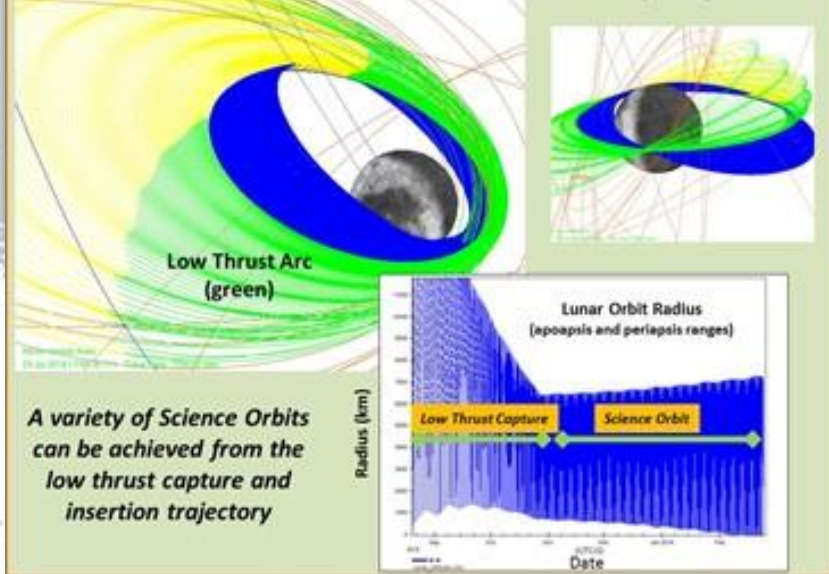 Low Thrust Arc
(green)
Lunar Orbit Radius
(apoapsis and periapsis ranges)
Radius (km)
Low Thrust Capture
Science Orbit
Date
A variety of Science Orbits
can be achieved from the
low thrust capture and
insertion trajectory